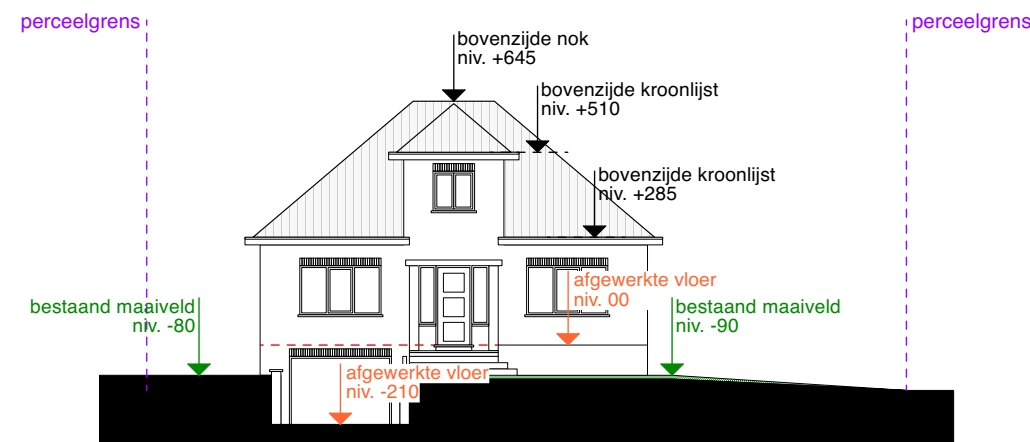 perceelgrens
perceelgrens
bovenzijde nok
niv. +645
bovenzijde kroonlijst
niv. +510
bovenzijde kroonlijst
niv. +285
afgewerkte vloer
niv. 00
bestaand maaiveld
niv. -80
bestaand maaiveld
niv. -90
afgewerkte vloer
niv. -210